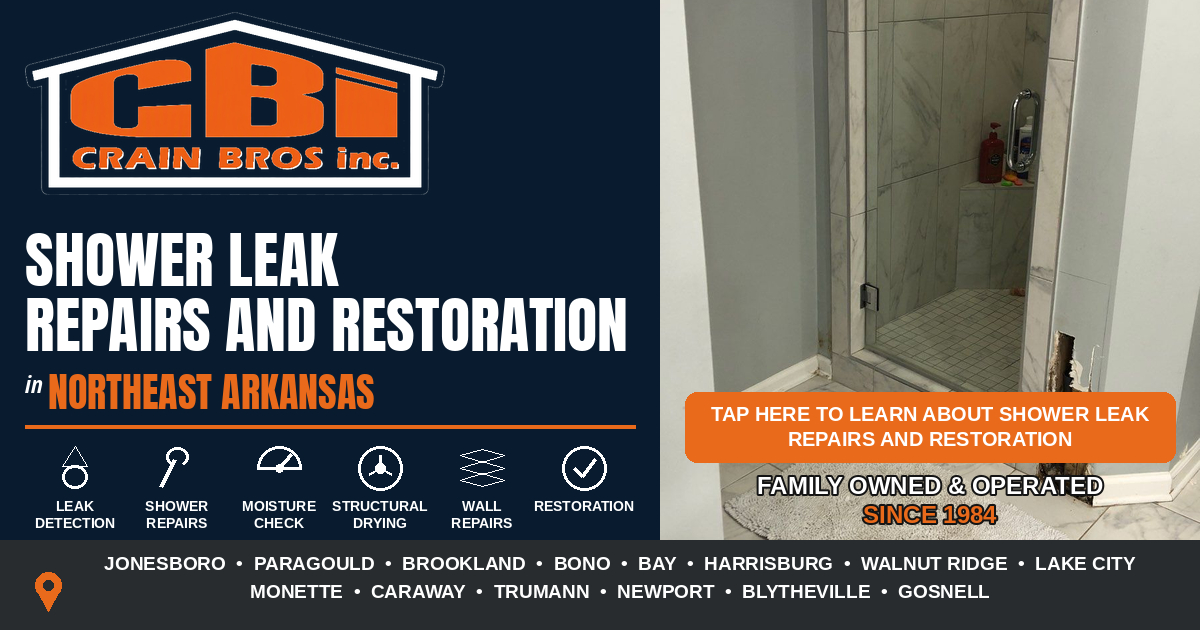 CBi
CRAIN BROS inc.
SHOWER LEAK
REPAIRS AND RESTORATION
in NORTHEAST ARKANSAS
LEAK
DETECTION
SHOWER
REPAIRS
MOISTURE
CHECK
STRUCTURAL
DRYING
WALL
REPAIRS
RESTORATION
TAP HERE TO LEARN ABOUT SHOWER LEAK
REPAIRS AND RESTORATION
FAMILY OWNED & OPERATED
SINCE 1984
JONESBORO • PARAGOULD • BROOKLAND • BONO • BAY • HARRISBURG • WALNUT RIDGE • LAKE CITY
MONETTE • CARAWAY • TRUMANN • NEWPORT • BLYTHEVILLE • GOSNELL